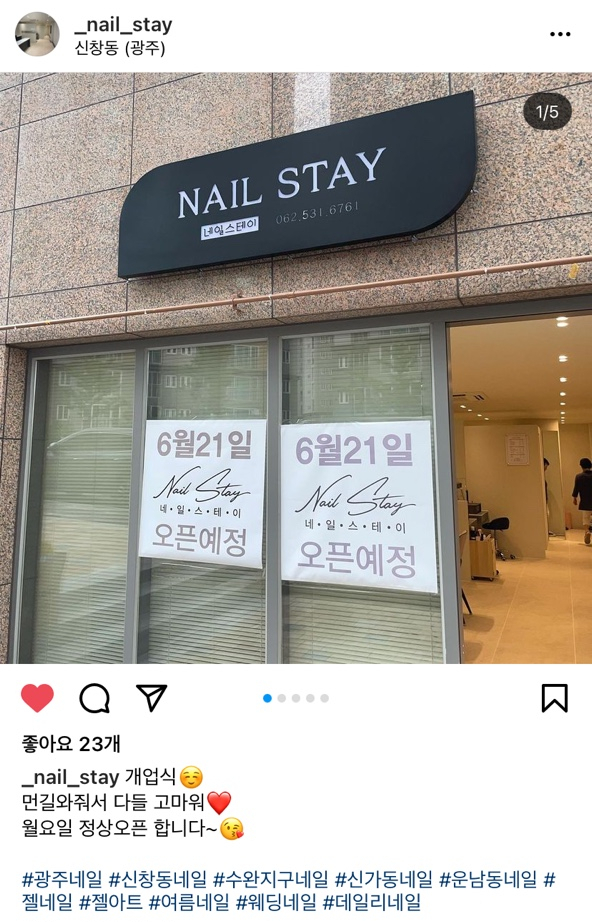 _nail_stay
신창동 (광주)
1/5
NAIL STAY
네일스테이 062.531.6761
6월21일
Nail Stay
네•일•스•테•이
오픈예정
6월21일
Nail Stay
네•일•스•테•이
오픈예정
좋아요 23개
_nail_stay 개업식☺️
먼길와줘서 다들 고마워❤️
월요일 정상오픈 합니다~😘
#광주네일 #신창동네일 #수완지구네일 #신가동네일 #운남동네일 #
젤네일 #젤아트 #여름네일 #웨딩네일 #데일리네일